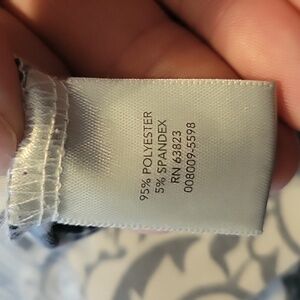 95% POLYESTER
5% SPANDEX
RN 63823
008009-5598